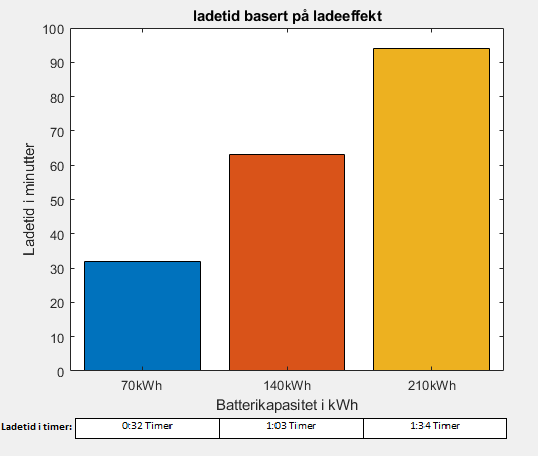 ladetid basert på ladeeffekt
100
90
80
70
60
50
40
30
20
10
0
Ladetid i minutter
70kWh 140kWh 210kWh
Batterikapasitet i kWh
Ladetid i timer: 0:32 Timer 1:03 Timer 1:34 Timer